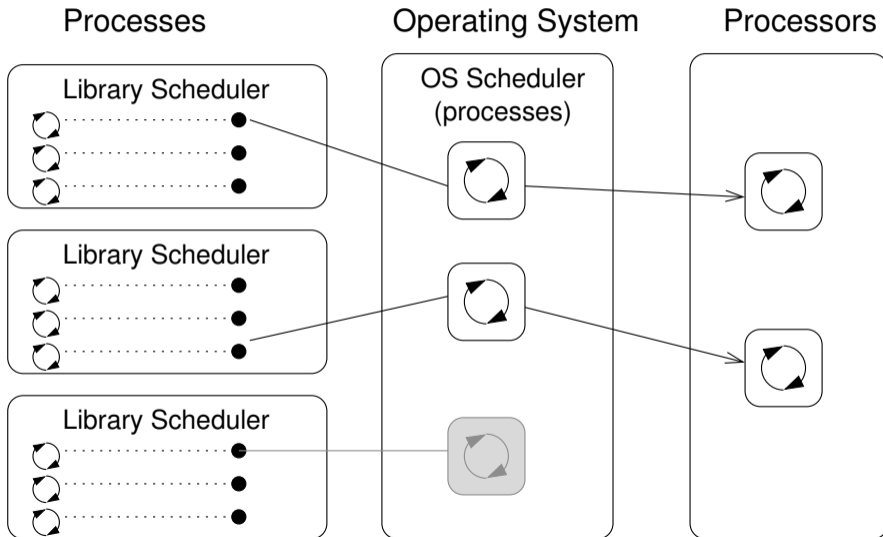 Processes
Operating System
Processors
Library Scheduler
OS Scheduler
(processes)
Library Scheduler
Library Scheduler